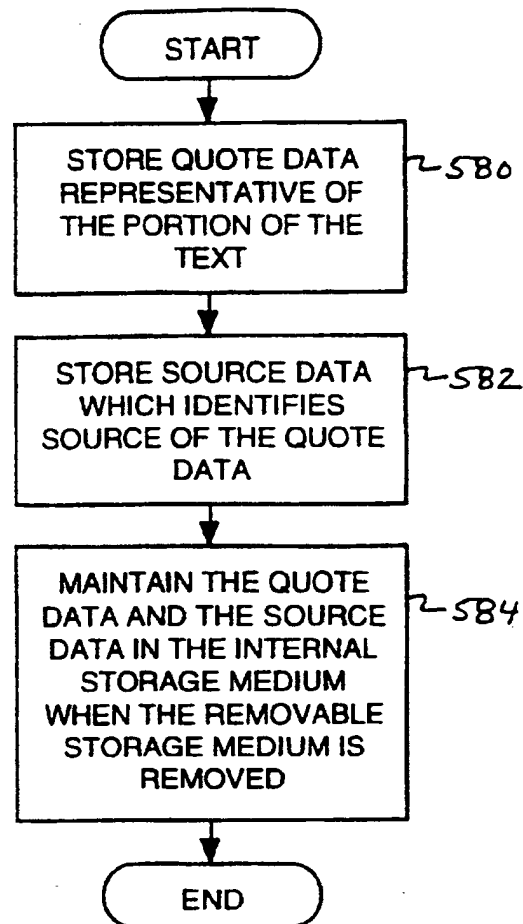 START
STORE QUOTE DATA
REPRESENTATIVE OF
THE PORTION OF THE
TEXT
580
STORE SOURCE DATA
WHICH IDENTIFIES
SOURCE OF THE QUOTE
DATA
582
MAINTAIN THE QUOTE
DATA AND THE SOURCE
DATA IN THE INTERNAL
STORAGE MEDIUM
WHEN THE REMOVABLE
STORAGE MEDIUM IS
REMOVED
584
END